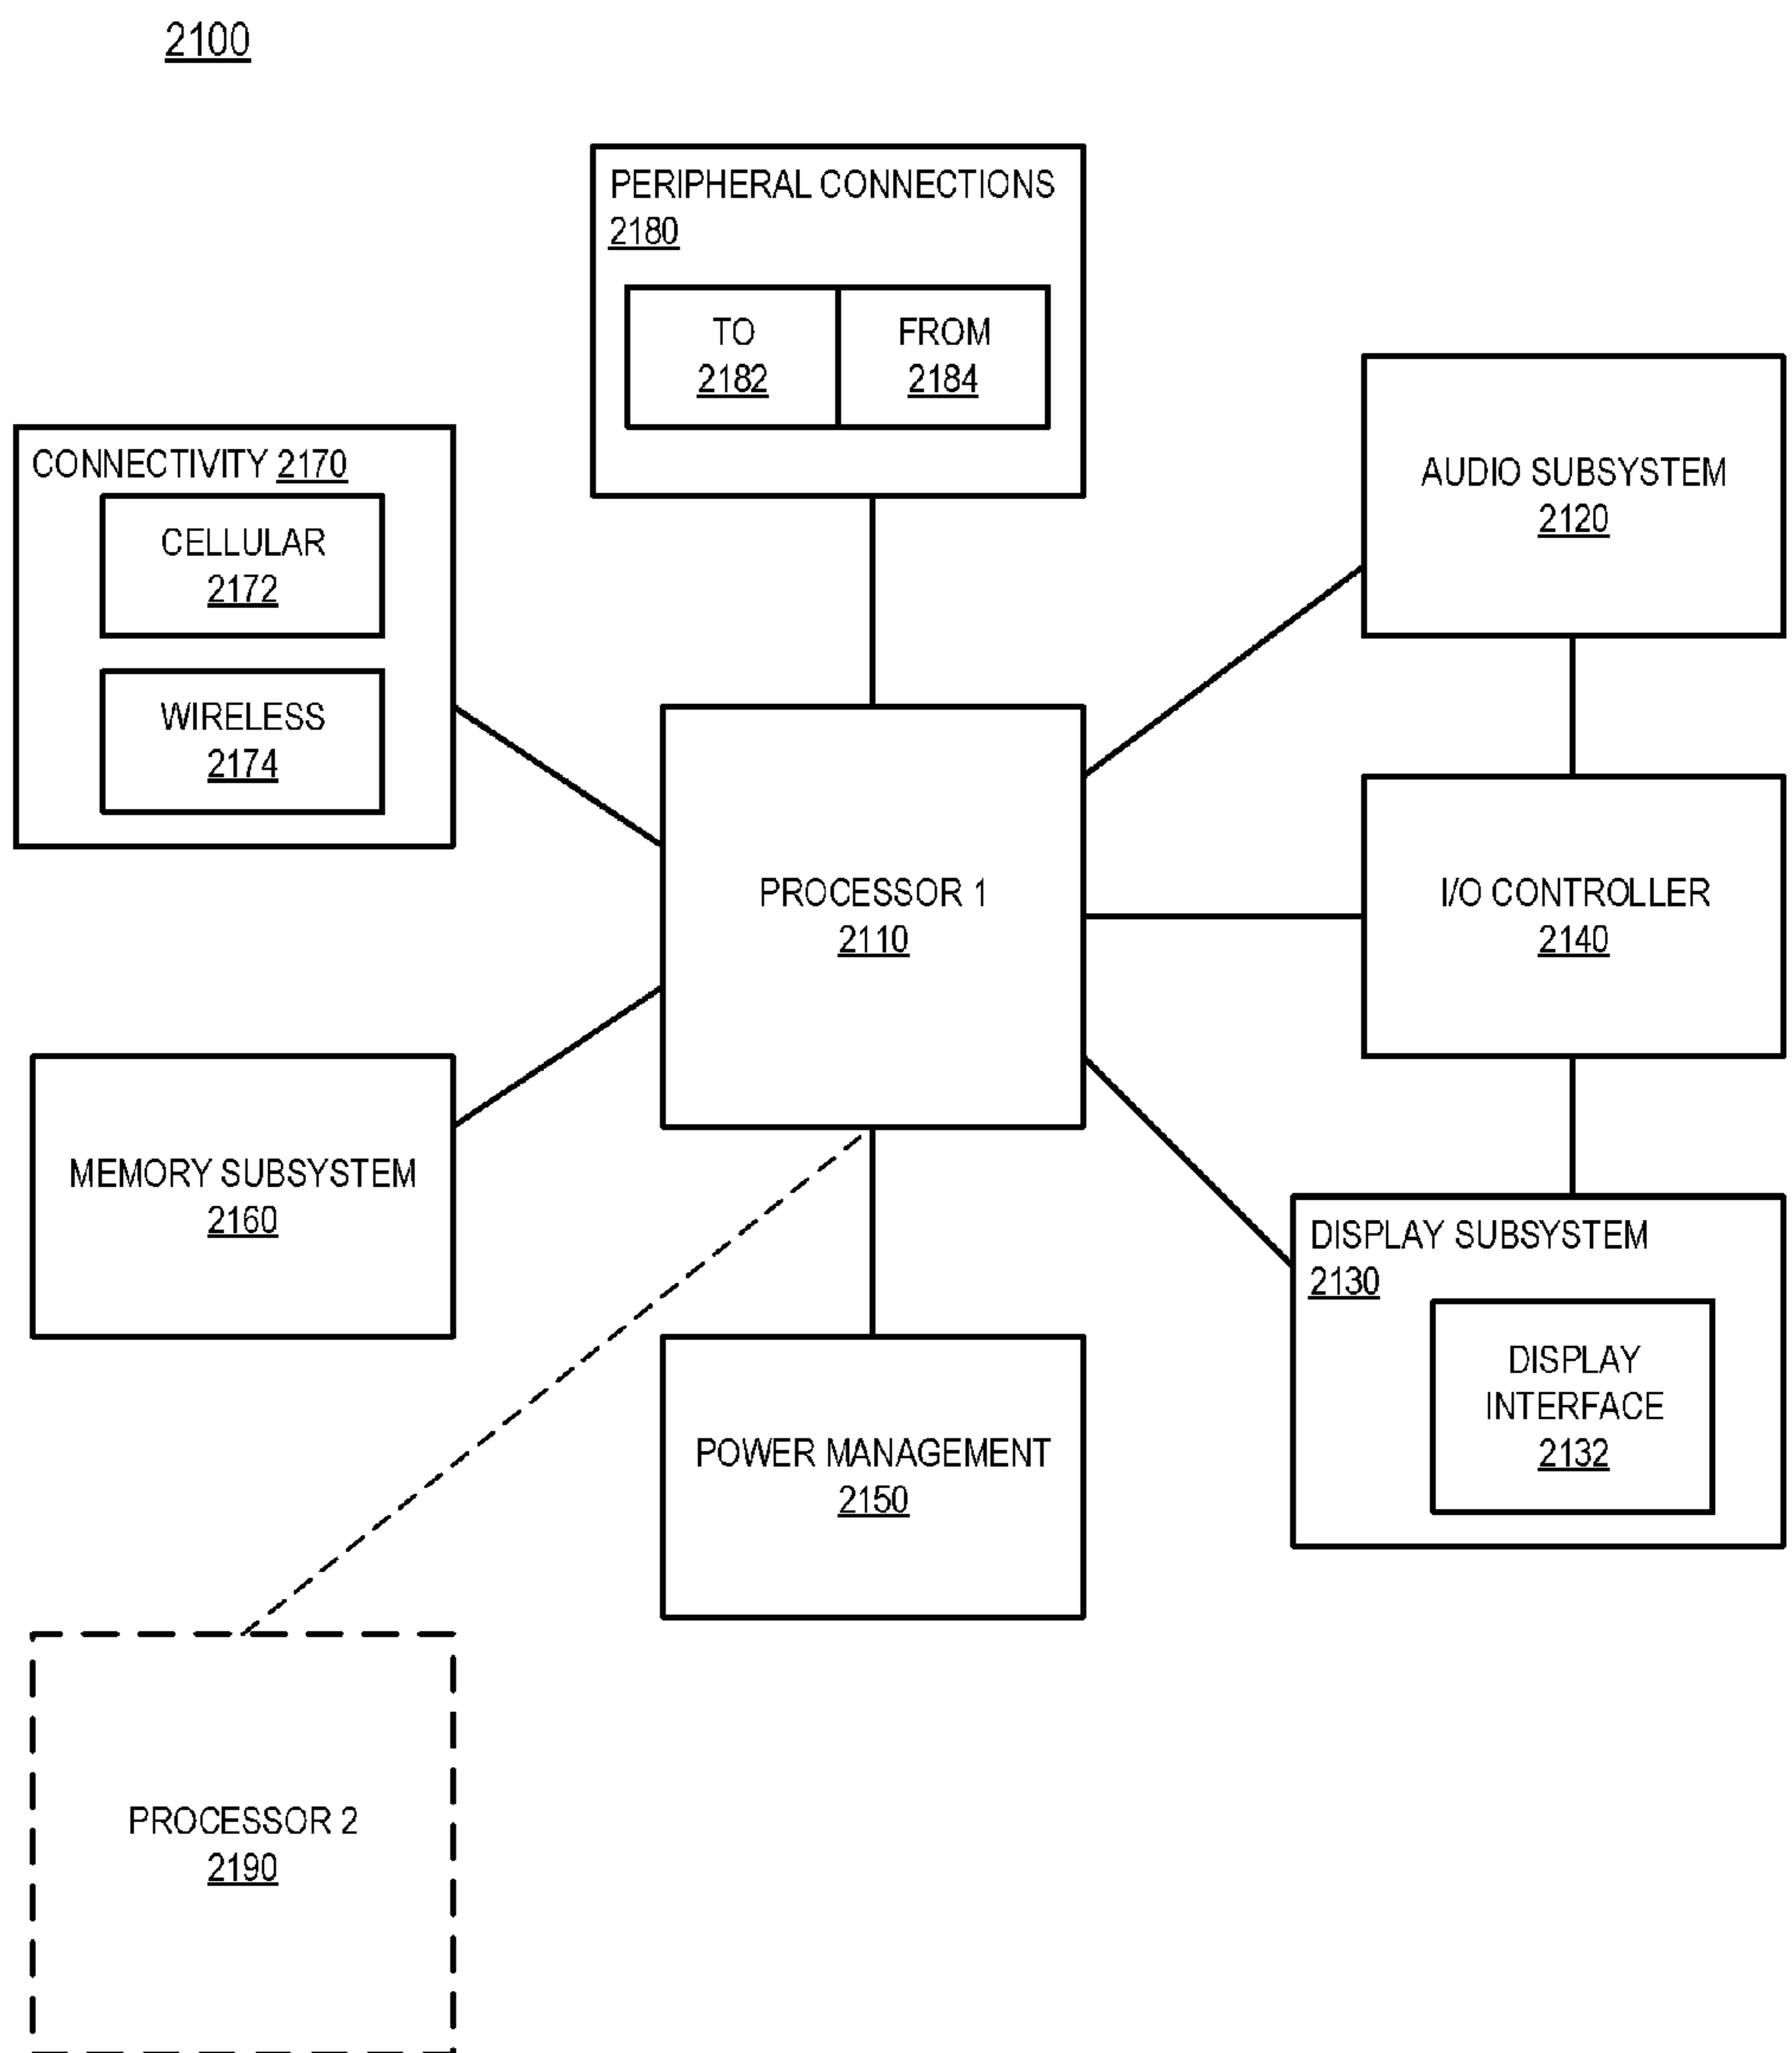 2100
PERIPHERAL CONNECTIONS
2180
TO
2182
FROM
2184
CONNECTIVITY 2170
CELLULAR
2172
WIRELESS
2174
AUDIO SUBSYSTEM
2120
PROCESSOR 1
2110
I/O CONTROLLER
2140
MEMORY SUBSYSTEM
2160
DISPLAY SUBSYSTEM
2130
DISPLAY
INTERFACE
2132
POWER MANAGEMENT
2150
PROCESSOR 2
2190